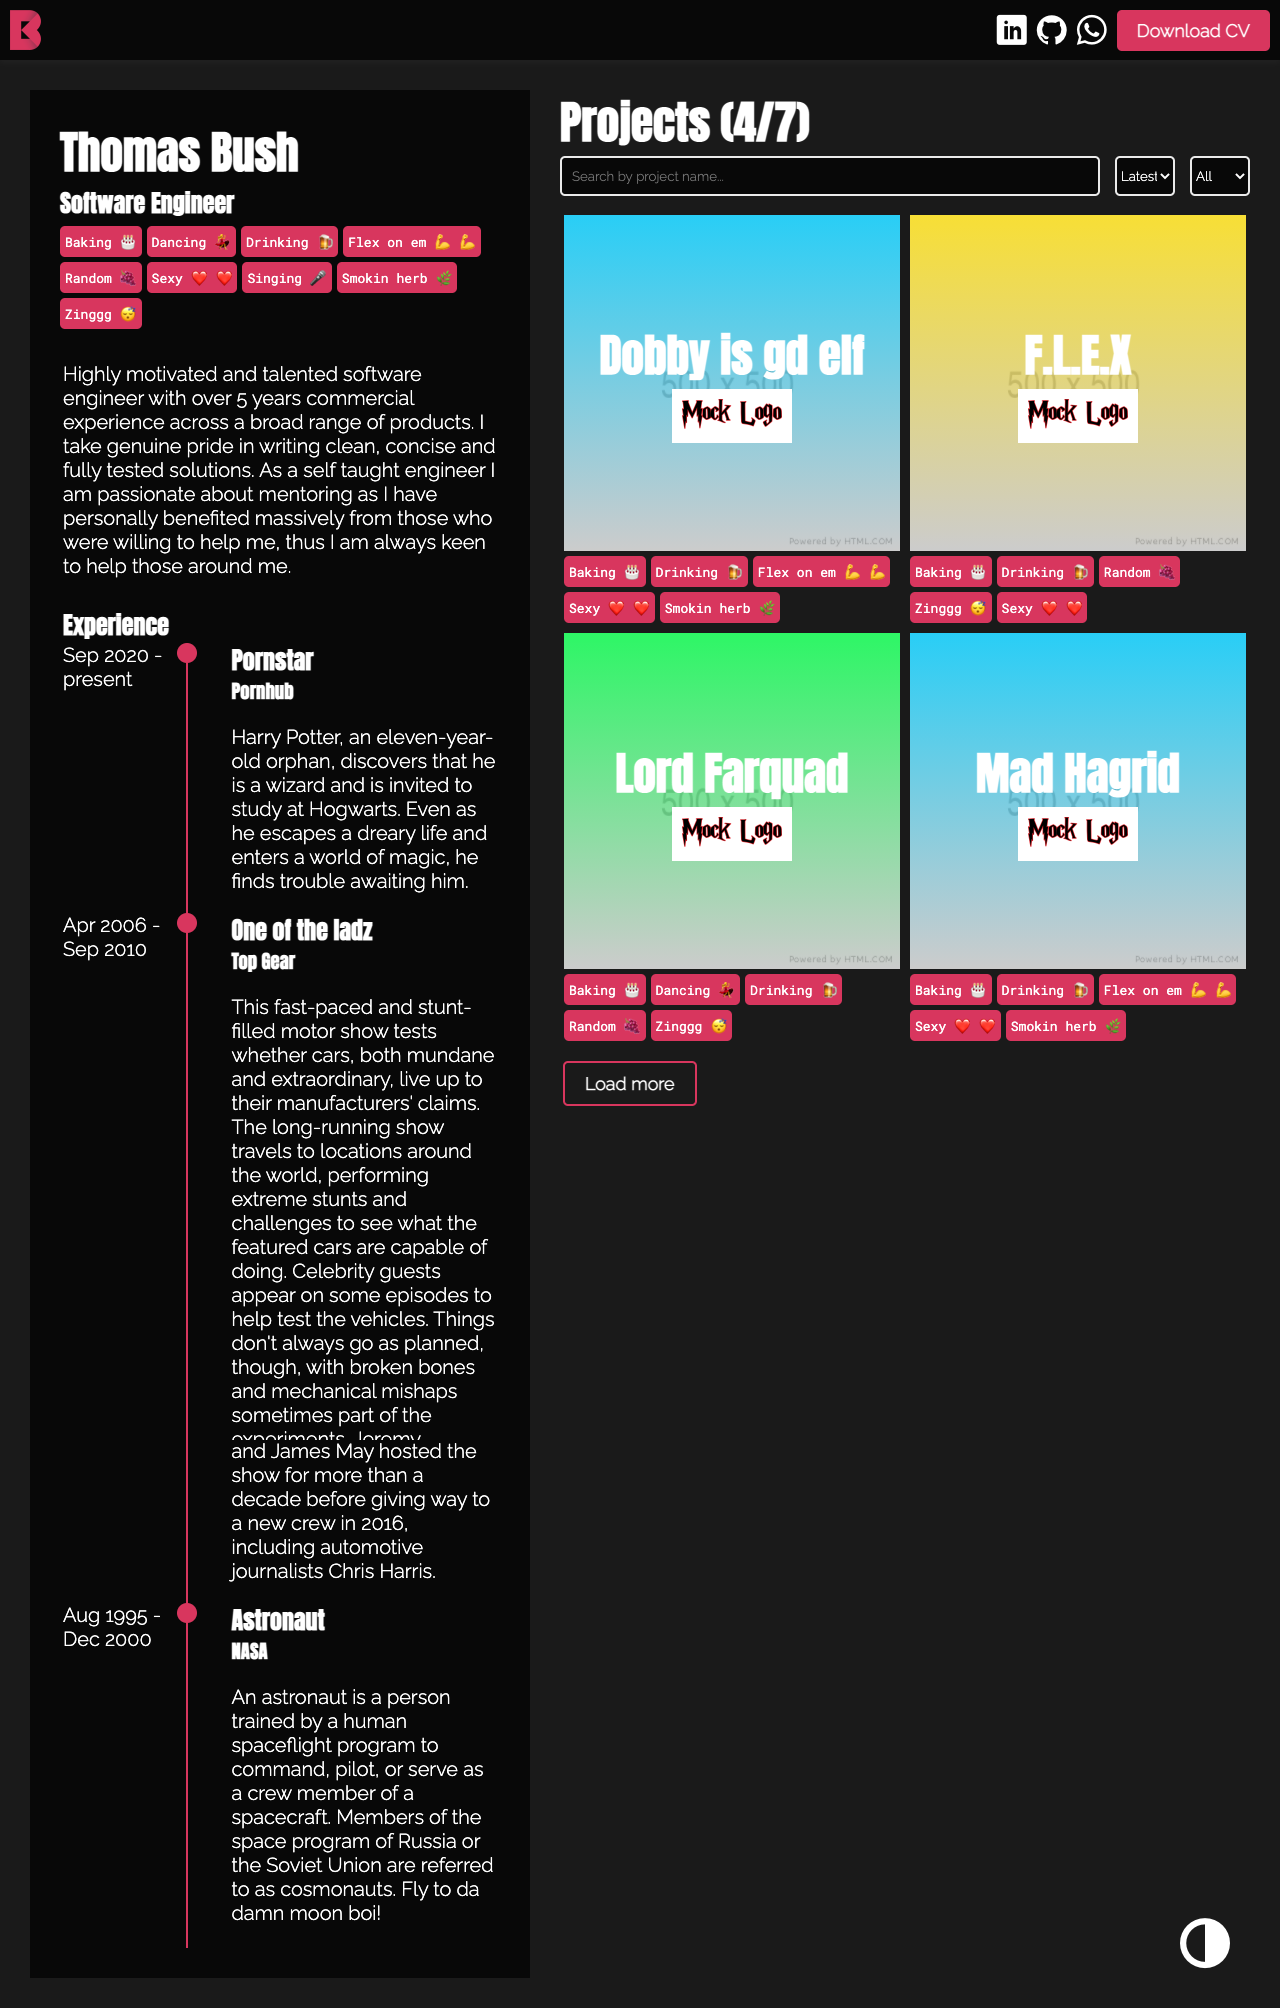 Download CV
Thomas Bush
Software Engineer
Baking 🎂 Dancing 💃 Drinking 🍺 Flex on em 💪 💪
Random 🍇 Sexy ❤️ ❤️ Singing 🎤 Smokin herb 🌿
Zinggg 😴
Highly motivated and talented software
engineer with over 5 years commercial
experience across a broad range of products. I
take genuine pride in writing clean, concise and
fully tested solutions. As a self taught engineer I
am passionate about mentoring as I have
personally benefited massively from those who
were willing to help me, thus I am always keen
to help those around me.
Experience
Sep 2020 -
present
Pornstar
Pornhub
Harry Potter, an eleven-year-
old orphan, discovers that he
is a wizard and is invited to
study at Hogwarts. Even as
he escapes a dreary life and
enters a world of magic, he
finds trouble awaiting him.
Apr 2006 -
Sep 2010
One of the ladz
Top Gear
This fast-paced and stunt-
filled motor show tests
whether cars, both mundane
and extraordinary, live up to
their manufacturers' claims.
The long-running show
travels to locations around
the world, performing
extreme stunts and
challenges to see what the
featured cars are capable of
doing. Celebrity guests
appear on some episodes to
help test the vehicles. Things
don't always go as planned,
though, with broken bones
and mechanical mishaps
sometimes part of the
experiments. Jeremy
and James May hosted the
show for more than a
decade before giving way to
a new crew in 2016,
including automotive
journalists Chris Harris.
Aug 1995 -
Dec 2000
Astronaut
NASA
An astronaut is a person
trained by a human
spaceflight program to
command, pilot, or serve as
a crew member of a
spacecraft. Members of the
space program of Russia or
the Soviet Union are referred
to as cosmonauts. Fly to da
damn moon boi!
Projects (4/7)
Search by project name...
Latest
All
Dobby is gd elf
500 x 500
Mock Logo
Powered by HTML.COM
Baking 🎂 Drinking 🍺 Flex on em 💪 💪
Sexy ❤️ ❤️ Smokin herb 🌿
F.L.E.X
500 x 500
Mock Logo
Powered by HTML.COM
Baking 🎂 Drinking 🍺 Random 🍇
Zinggg 😴 Sexy ❤️ ❤️
Lord Farquad
500 x 500
Mock Logo
Powered by HTML.COM
Baking 🎂 Dancing 💃 Drinking 🍺
Random 🍇 Zinggg 😴
Mad Hagrid
500 x 500
Mock Logo
Powered by HTML.COM
Baking 🎂 Drinking 🍺 Flex on em 💪 💪
Sexy ❤️ ❤️ Smokin herb 🌿
Load more